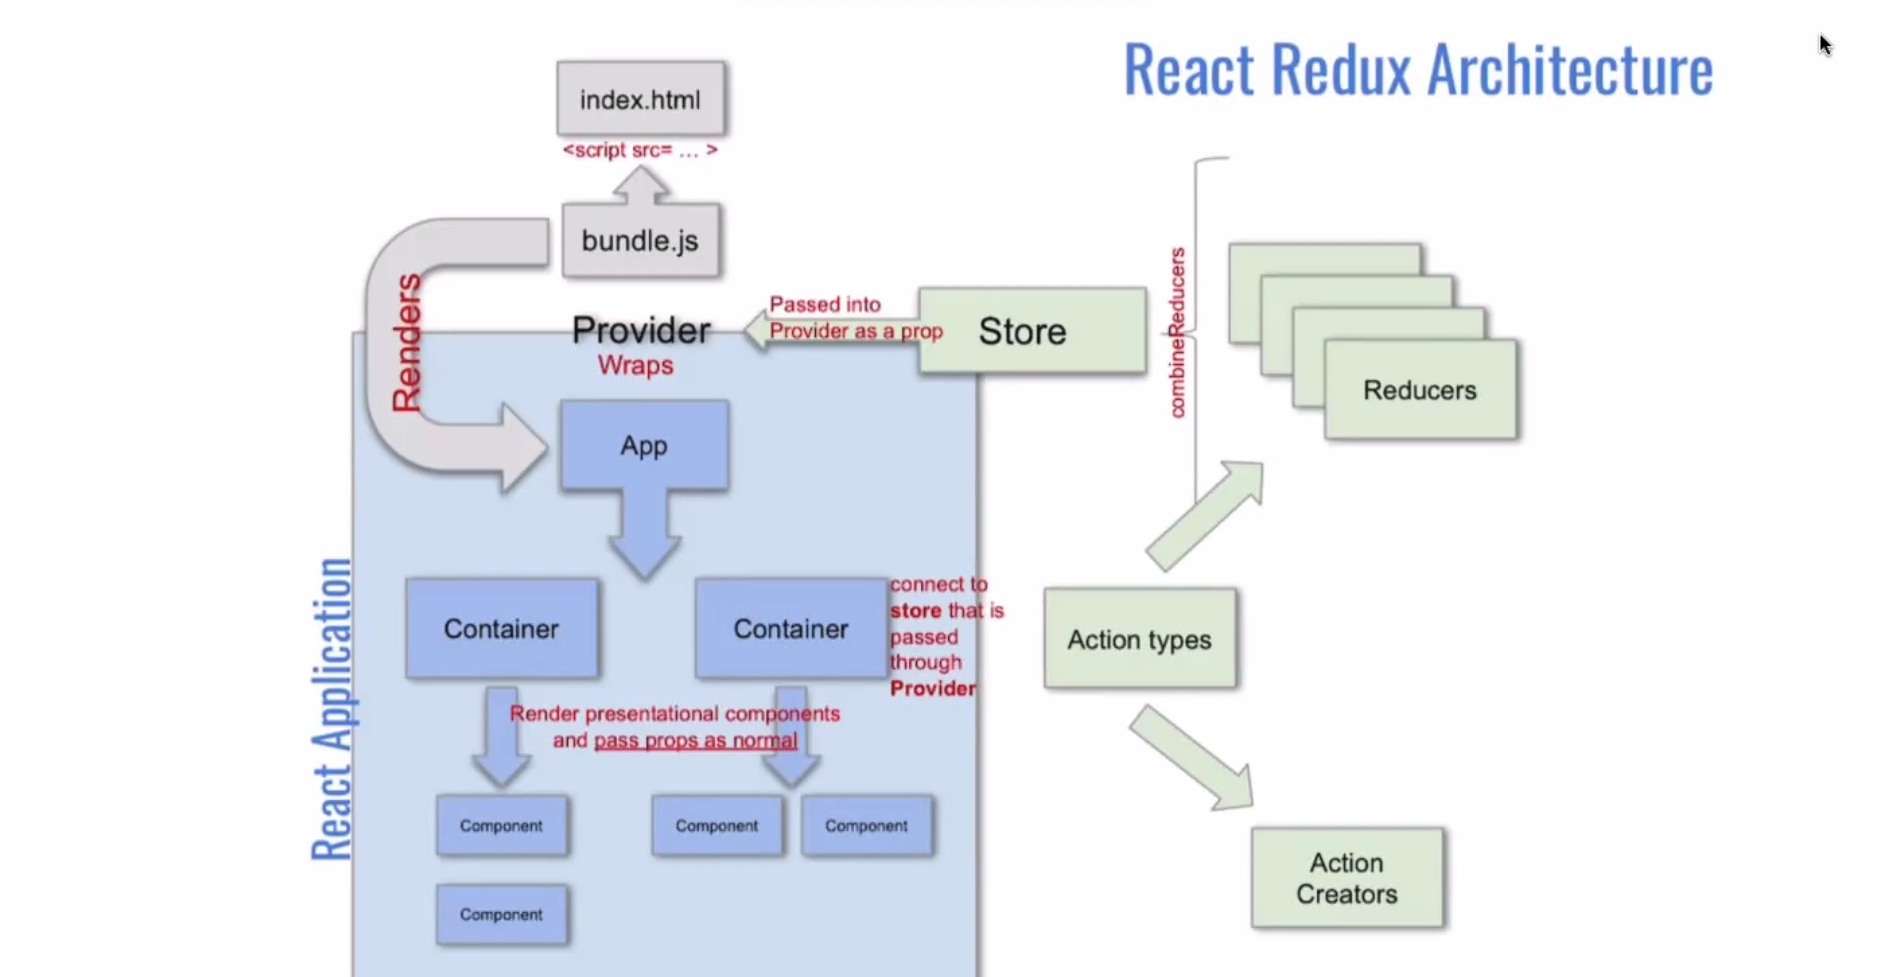 React Redux Architecture
index.html
<script src= ... >
bundle.js
Renders
Provider
Wraps
Passed into
Provider as a prop
Store
combineReducers
Reducers
App
React Application
Container
Container
connect to
store that is
passed
through
Provider
Render presentational components
and pass props as normal
Component
Component
Component
Component
Action types
Action
Creators